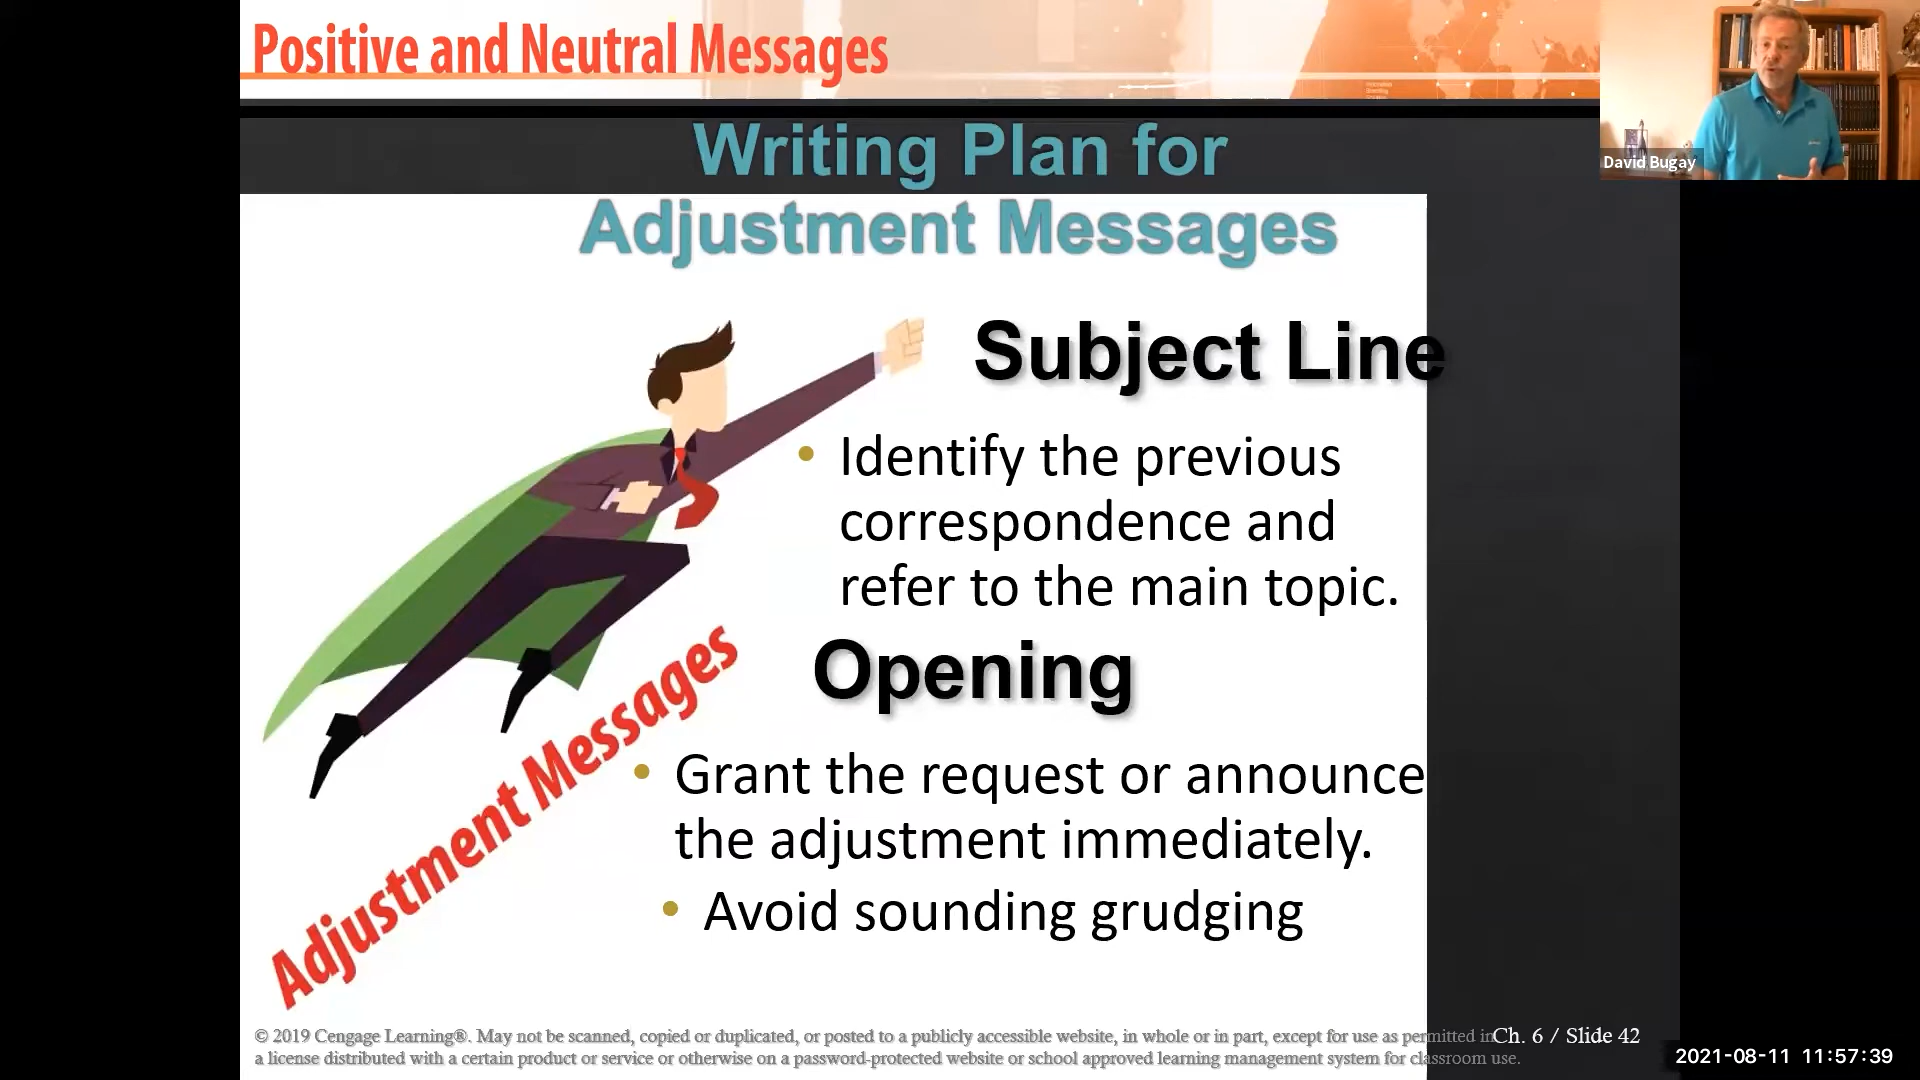 Positive and Neutral Messages
David Bugay
Writing Plan for
Adjustment Messages
Subject Line
• Identify the previous
correspondence and
refer to the main topic.
Opening
• Grant the request or announce
the adjustment immediately.
• Avoid sounding grudging
Adjustment Messages
© 2019 Cengage Learning®. May not be scanned, copied or duplicated, or posted to a publicly accessible website, in whole or in part, except for use as permitted in
a license distributed with a certain product or service or otherwise on a password-protected website or school approved learning management system for classroom use.
Ch. 6 / Slide 42
2021-08-11 11:57:39